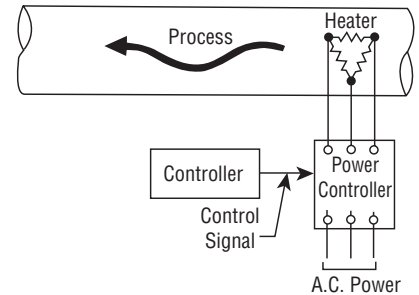 Heater
Process
Controller
Power
Controller
Control
Signal
A.C. Power